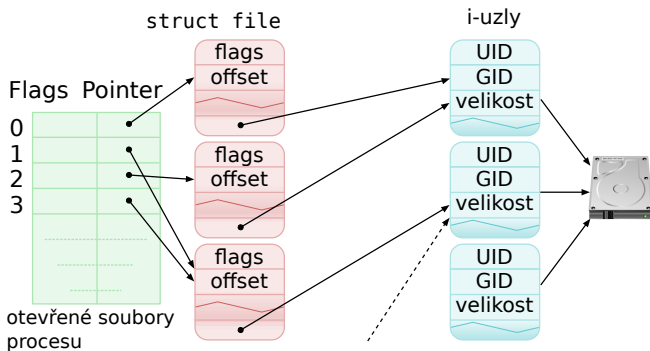 struct file
i-uzly
Flags Pointer
0
1
2
3
otevřené soubory
procesu
flags
offset
flags
offset
flags
offset
UID
GID
velikost
UID
GID
velikost
UID
GID
velikost